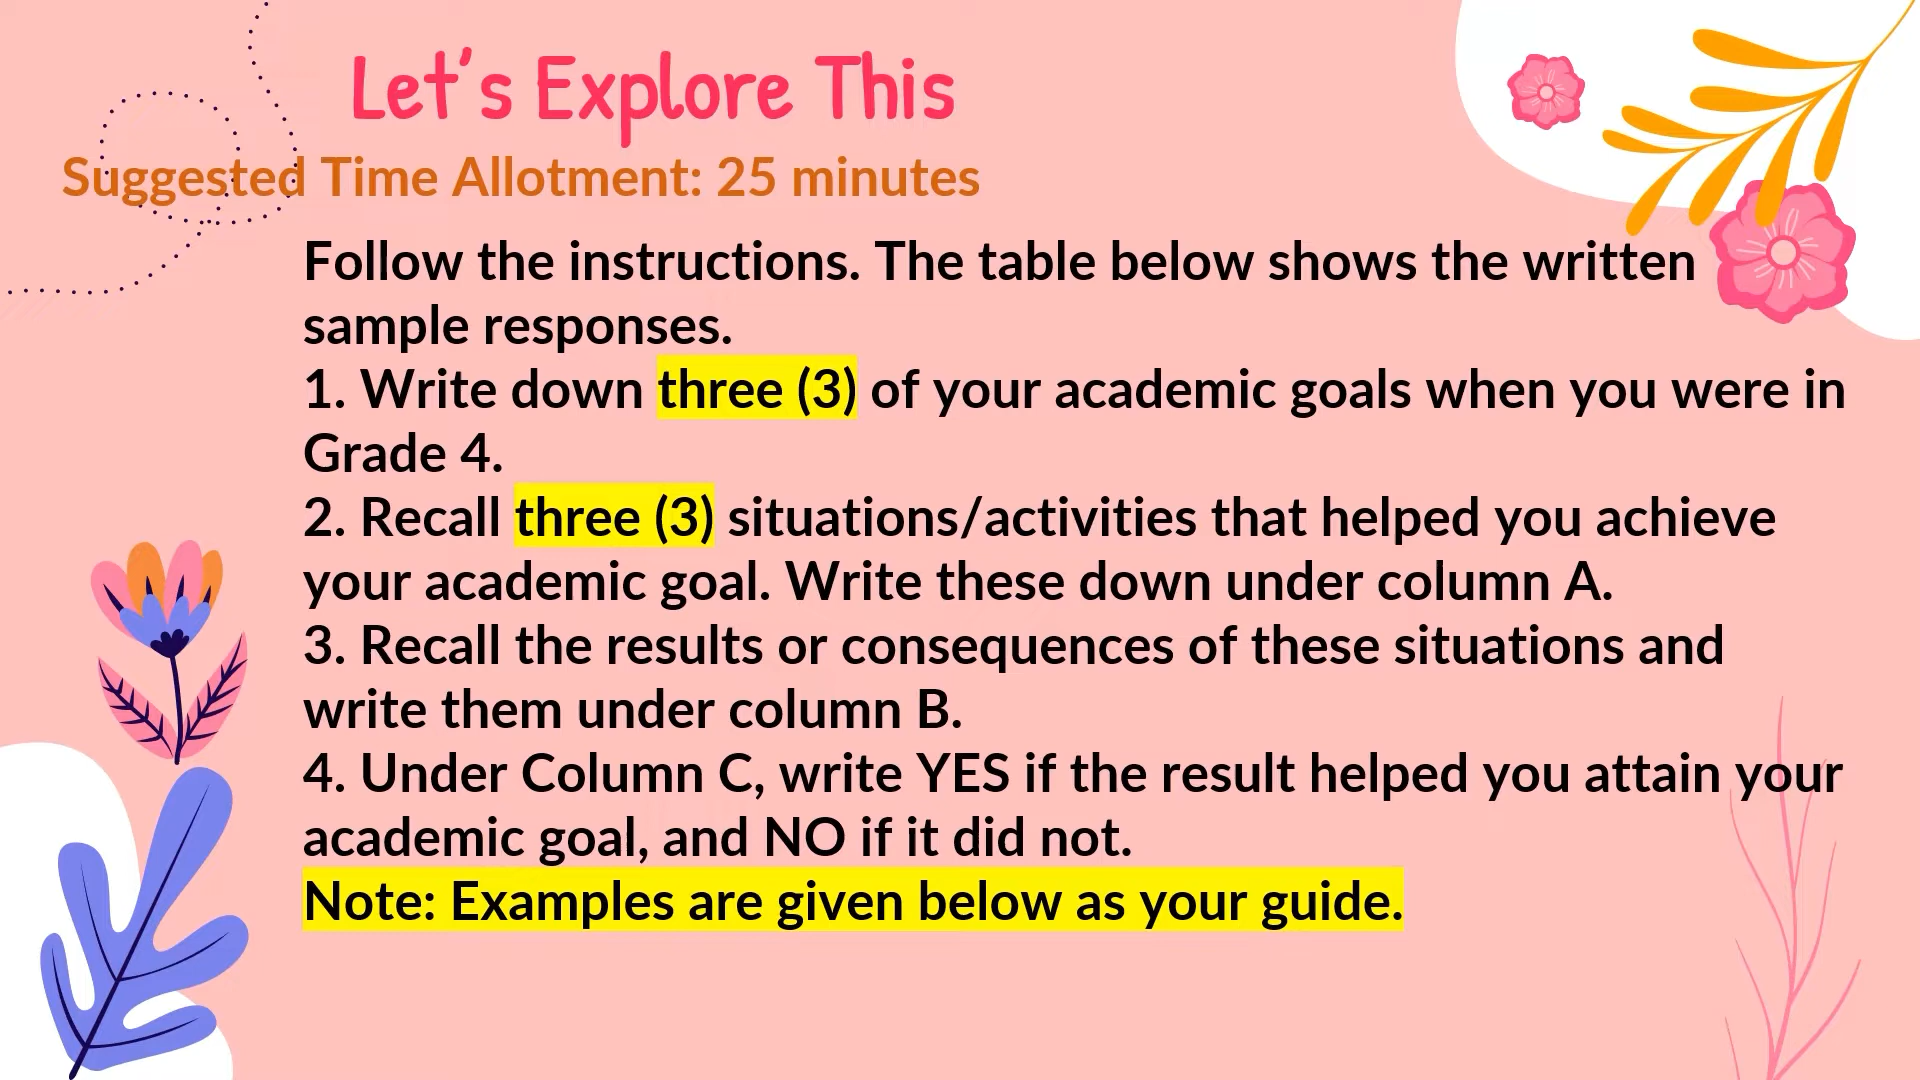 Let's Explore This
Suggested Time Allotment: 25 minutes
Follow the instructions. The table below shows the written
sample responses.
1. Write down three (3) of your academic goals when you were in
Grade 4.
2. Recall three (3) situations/activities that helped you achieve
your academic goal. Write these down under column A.
3. Recall the results or consequences of these situations and
write them under column B.
4. Under Column C, write YES if the result helped you attain your
academic goal, and NO if it did not.
Note: Examples are given below as your guide.